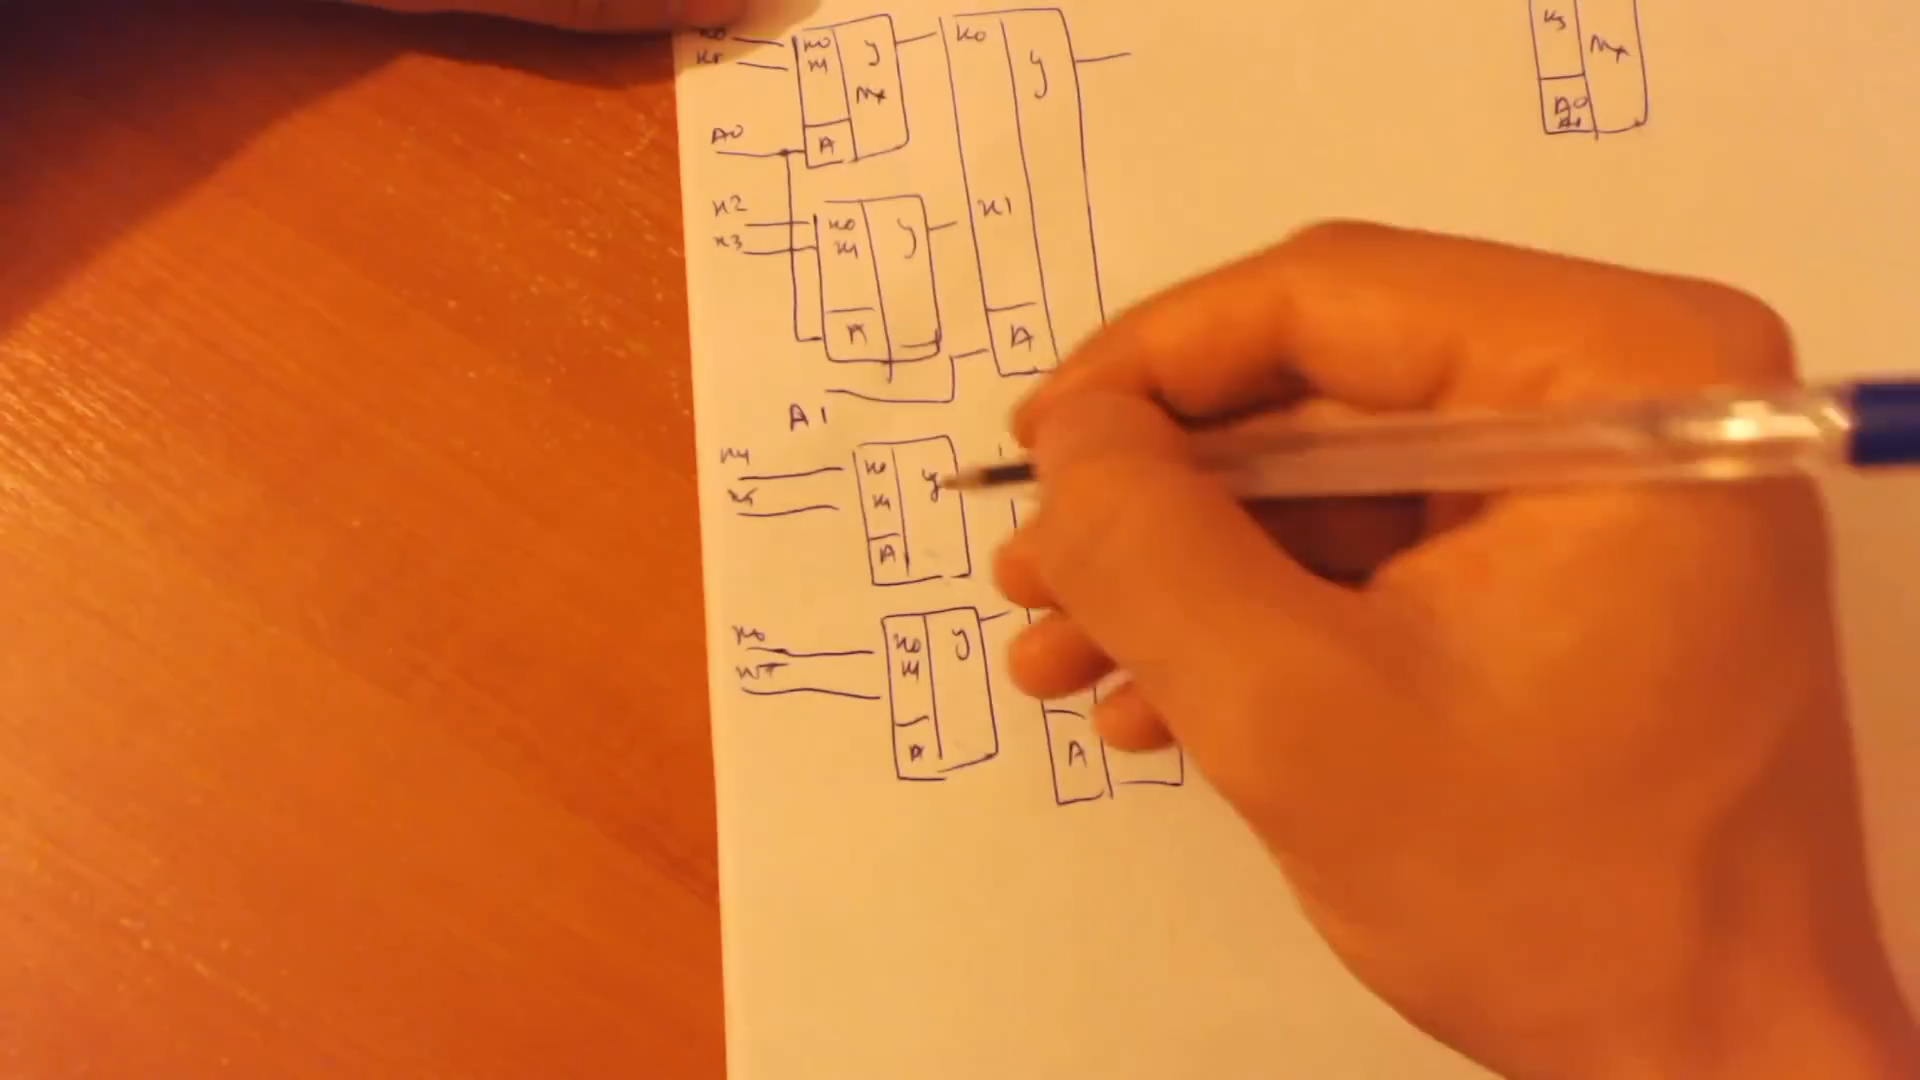 x0 x0 y x0 y x3
x1 x1 Mx Mx
A0 A A0
A1
x2 x0 y x1
x3 x1
A A
A1
x4 x0 y
x5 x1
A
x6 x0 y
x7 x1
A A